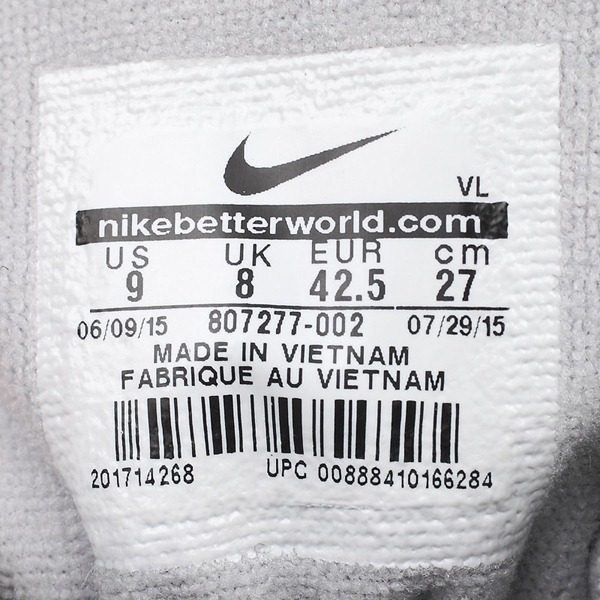 VL
nikebetterworld.com
US UK EUR cm
9 8 42.5 27
06/09/15 807277-002 07/29/15
MADE IN VIETNAM
FABRIQUE AU VIETNAM
201714268 UPC 00888410166284